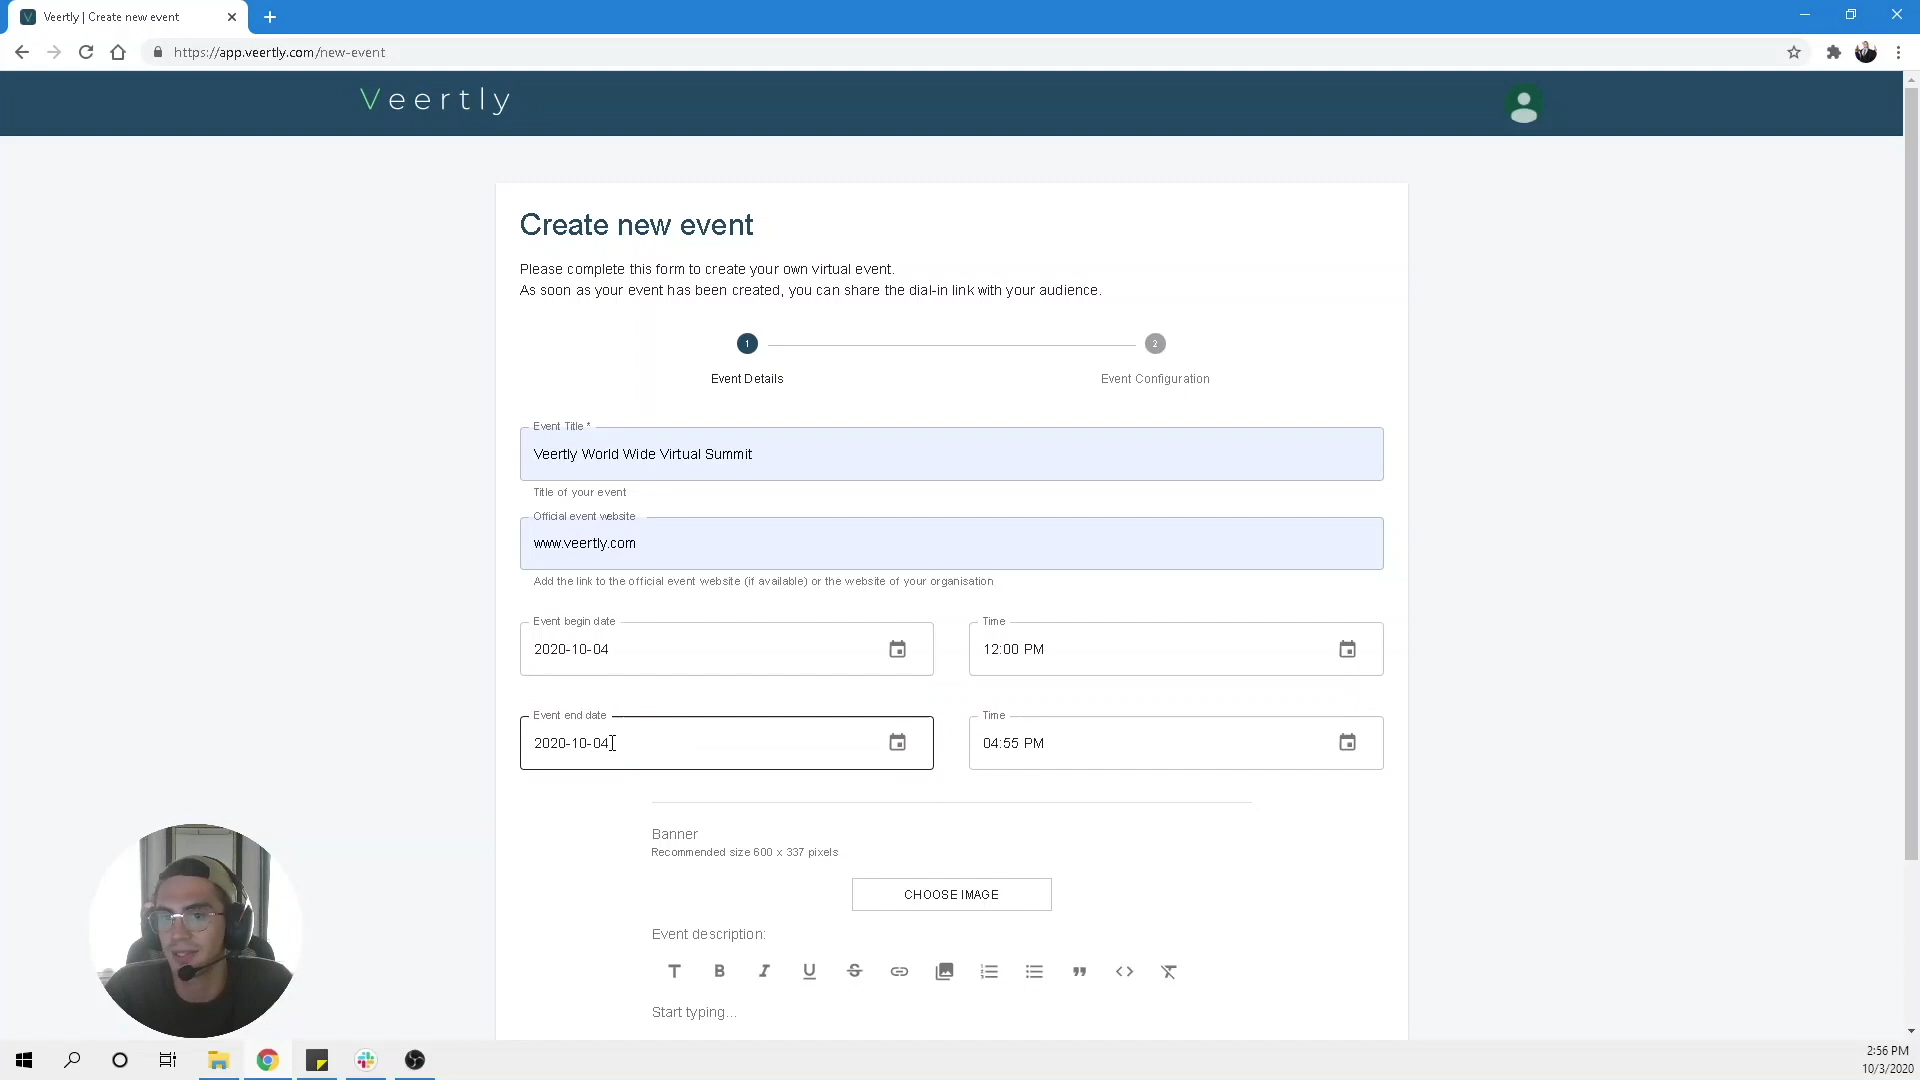 Veertly | Create new event
https://app.veertly.com/new-event
Veertly
Create new event
Please complete this form to create your own virtual event.
As soon as your event has been created, you can share the dial-in link with your audience.
1
2
Event Details
Event Configuration
Event Title *
Veertly World Wide Virtual Summit
Title of your event
Official event website
www.veertly.com
Add the link to the official event website (if available) or the website of your organisation
Event begin date
Time
2020-10-04
12:00 PM
Event end date
Time
2020-10-04
04:55 PM
Banner
Recommended size 600 x 337 pixels
CHOOSE IMAGE
Event description:
Start typing...
2:56 PM
10/3/2020